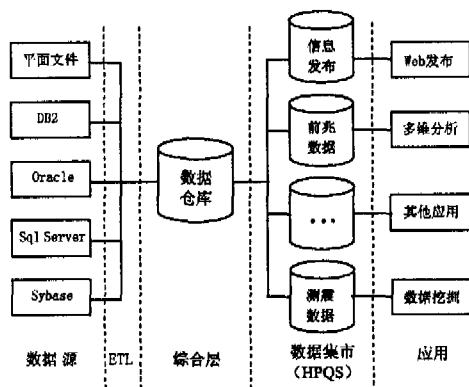 平面文件
DB2
Oracle
Sql Server
Sybase
数据
仓库
信息
发布
前兆
数据
...
测震
数据
Web发布
多维分析
其他应用
数据挖掘
数据 源
ETL
综合层
数据集市
(HPQS)
应用